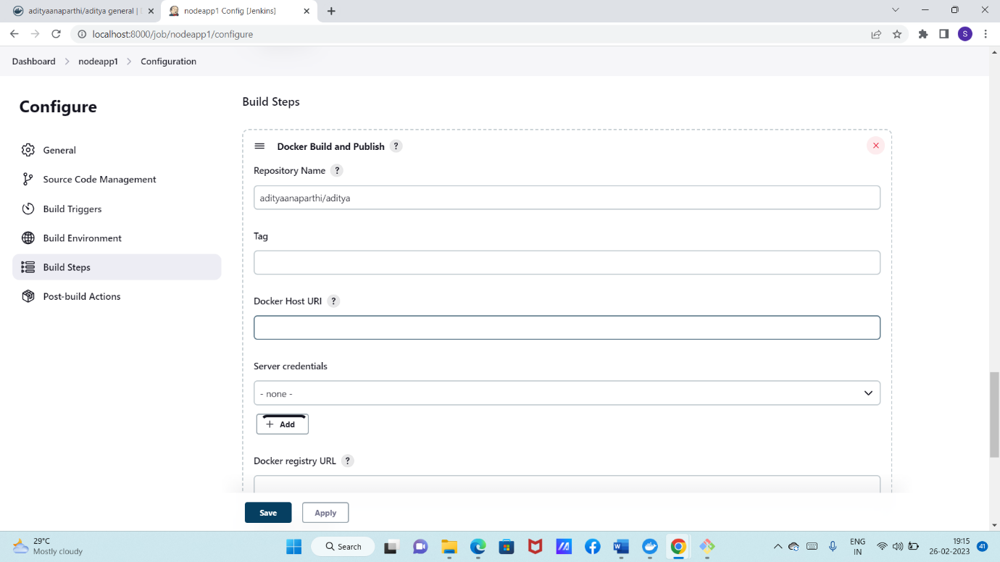 adityaanaparthi/aditya general |
nodeapp1 Config [Jenkins]
localhost:8000/job/nodeapp1/configure
S
Dashboard > nodeapp1 > Configuration
Configure
General
Source Code Management
Build Triggers
Build Environment
Build Steps
Post-build Actions
Build Steps
Docker Build and Publish ?
Repository Name ?
adityaanaparthi/aditya
Tag
Docker Host URI ?
Server credentials
- none -
+ Add
Docker registry URL ?
Save
Apply
29°C
Mostly cloudy
Search
ENG
IN
19:15
26-02-2023
41